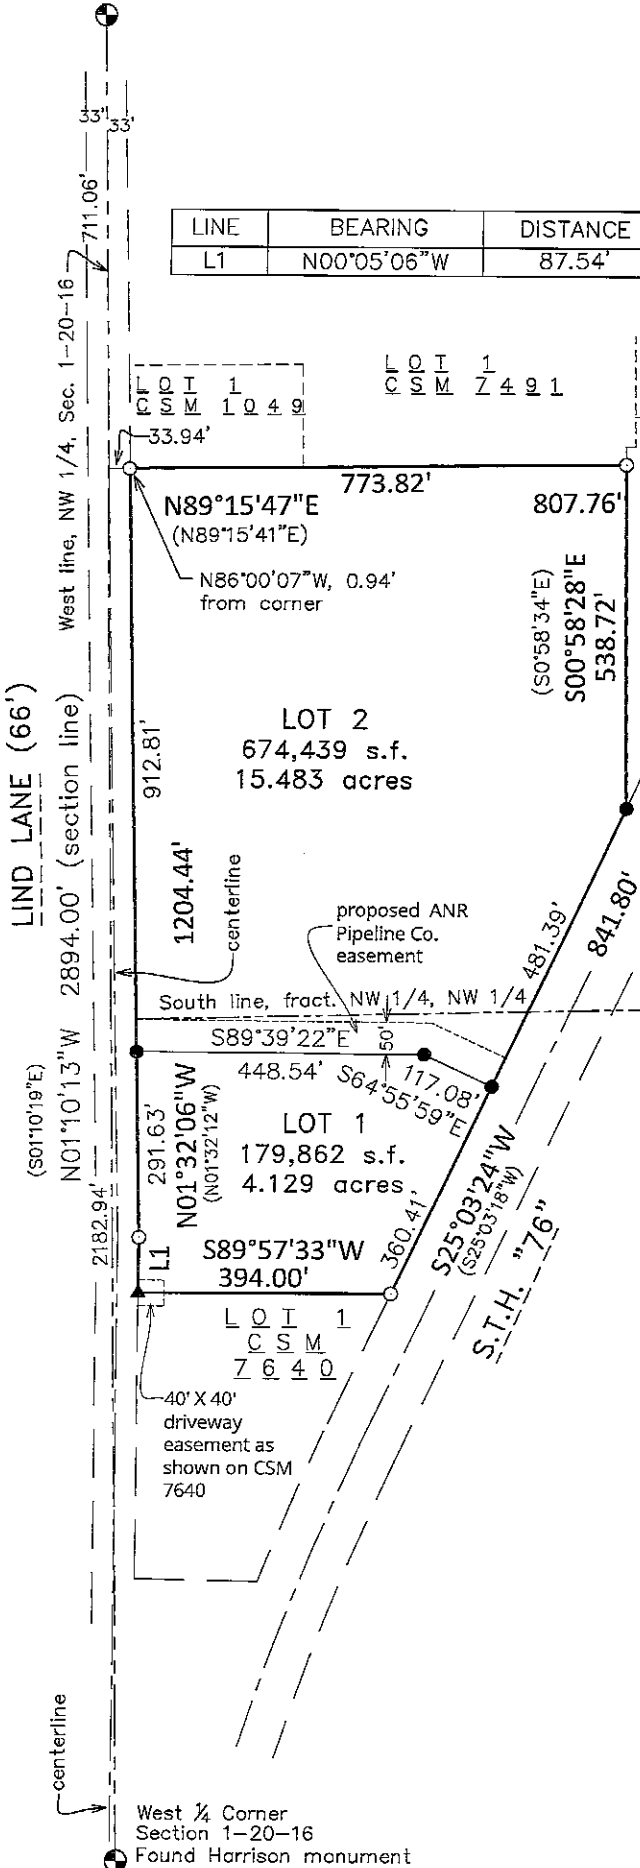 33'
33'
711.06'
LINE BEARING DISTANCE
L1 N00°05'06"W 87.54'
West line, NW 1/4, Sec. 1-20-16
LOT 1
CSM 1049
LOT 1
CSM 7491
33.94'
773.82'
807.76'
N89°15'47"E
(N89°15'41"E)
N86°00'07"W, 0.94'
from corner
(S0°58'34"E)
S00°58'28"E
538.72'
LOT 2
674,439 s.f.
15.483 acres
LIND LANE (66')
N01°10'13"W 2894.00' (section line)
(S01°10'19"E)
912.81'
1204.44'
centerline
proposed ANR
Pipeline Co.
easement
481.39'
841.80'
South line, fract. NW 1/4, NW 1/4
S89°39'22"E
50'
448.54'
117.08'
S64°55'59"E
291.63'
N01°32'06"W
(N01°32'12"W)
LOT 1
179,862 s.f.
4.129 acres
360.41'
S25°03'24"W
(S25°03'18"W)
S.T.H. "76"
2182.94'
L1
S89°57'33"W
394.00'
LOT 1
CSM
7640
40' X 40'
driveway
easement as
shown on CSM
7640
centerline
West 1/4 Corner
Section 1-20-16
Found Harrison monument